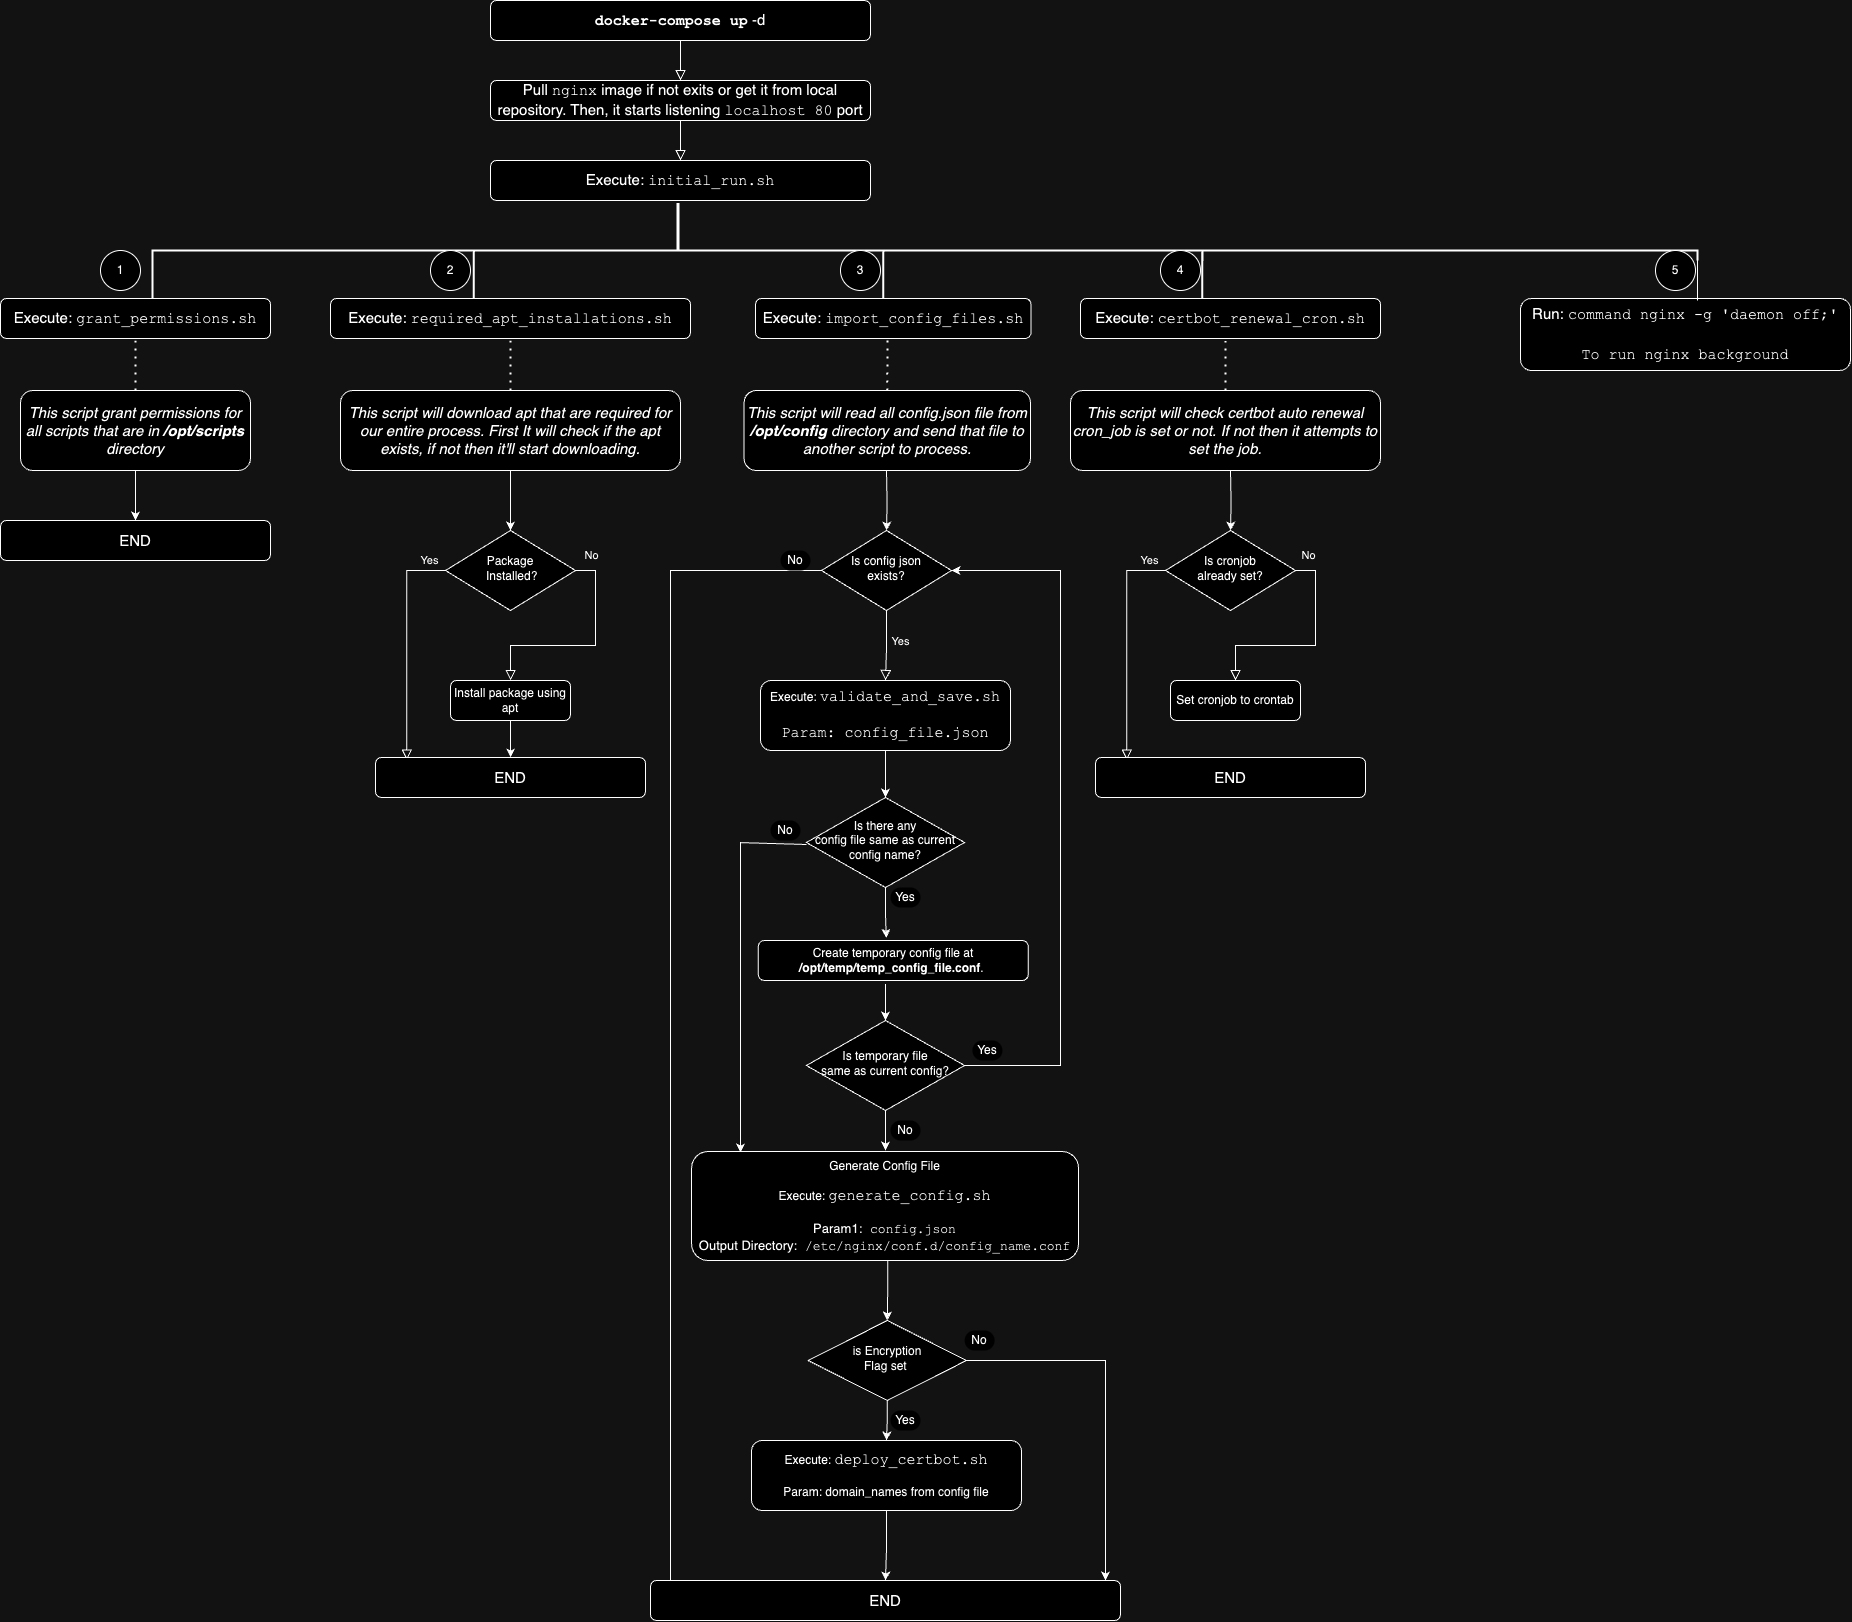 docker-compose up -d
Pull nginx image if not exits or get it from local
repository. Then, it starts listening localhost 80 port
Execute: initial_run.sh
1
2
3
4
5
Execute: grant_permissions.sh
Execute: required_apt_installations.sh
Execute: import_config_files.sh
Execute: certbot_renewal_cron.sh
Run: command nginx -g 'daemon off;'
To run nginx background
This script grant permissions for
all scripts that are in /opt/scripts
directory
This script will download apt that are required for
our entire process. First It will check if the apt
exists, if not then it'll start downloading.
This script will read all config.json file from
/opt/config directory and send that file to
another script to process.
This script will check certbot auto renewal
cron_job is set or not. If not then it attempts to
set the job.
END
Yes
Package
Installed?
No
Install package using
apt
END
No
Is config json
exists?
Yes
Execute: validate_and_save.sh
Param: config_file.json
No
Is there any
config file same as current
config name?
Yes
Create temporary config file at
/opt/temp/temp_config_file.conf.
Is temporary file
same as current config?
Yes
No
Generate Config File
Execute: generate_config.sh
Param1: config.json
Output Directory: /etc/nginx/conf.d/config_name.conf
is Encryption
Flag set
No
Yes
Execute: deploy_certbot.sh
Param: domain_names from config file
END
Yes
Is cronjob
already set?
No
Set cronjob to crontab
END